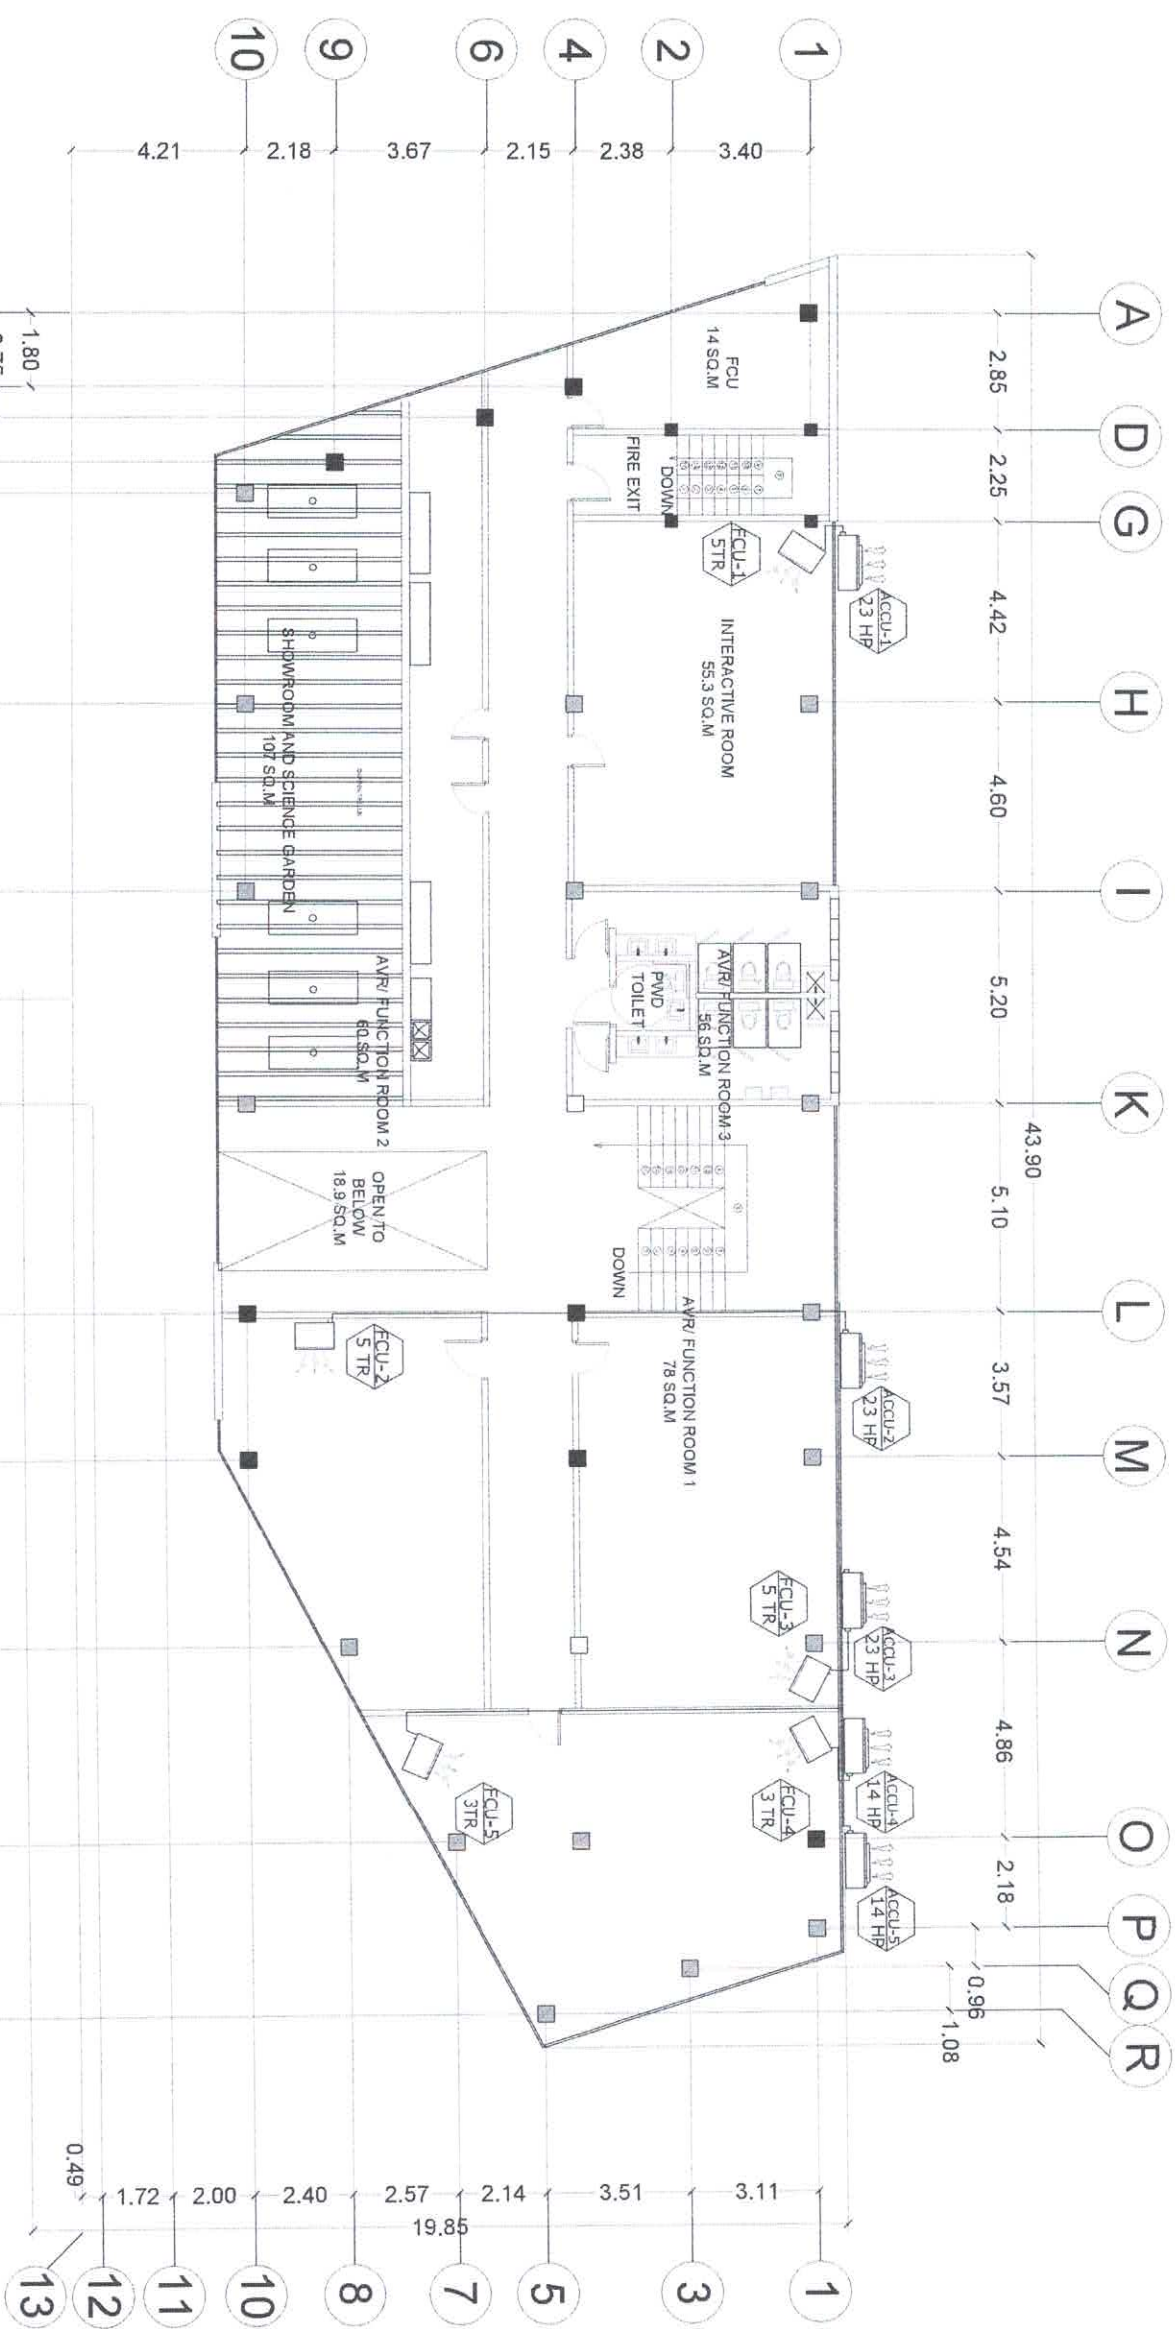 A
D
G
H
I
K
L
M
N
O
P
Q
R
43.90
2.85
2.25
4.42
4.60
5.20
5.10
3.57
4.54
4.86
2.18
0.96
1.08
1
2
4
6
9
10
3.40
2.38
2.15
3.67
2.18
4.21
1
3
5
7
8
10
11
12
13
3.11
3.51
2.14
2.57
2.40
2.00
1.72
0.49
19.85
ACCU-1
23 HP
ACCU-2
23 HP
ACCU-3
23 HP
ACCU-4
14 HP
ACCU-5
14 HP
FCU
14 SQ.M
FIRE EXIT
DOWN
FCU-1
5TR
INTERACTIVE ROOM
55.3 SQ.M
AVR/ FUNCTION ROOM 3
56 SQ.M
PWD
TOILET
DOWN
AVR/ FUNCTION ROOM 1
78 SQ.M
FCU-3
5 TR
FCU-4
3 TR
FCU-5
3TR
FCU-2
5 TR
AVR/ FUNCTION ROOM 2
60 SQ.M
OPEN TO
BELOW
18.9 SQ.M
SHOWROOM AND SCIENCE GARDEN
107 SQ.M
1.80